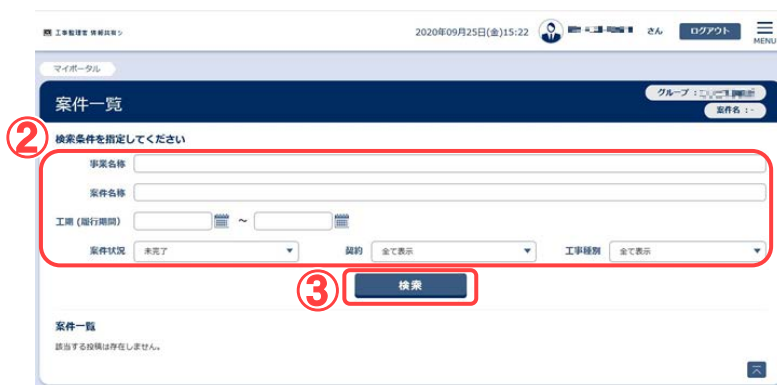 工事監理官 情報共有シ
2020年09月25日(金)15:22 さん ログアウト MENU
マイポータル
案件一覧
グループ：
案件名：-
②
検索条件を指定してください
事業名称
案件名称
工期 (履行期間) ～
案件状況 未完了 契約 全て表示 工事種別 全て表示
③ 検索
案件一覧
該当する投稿は存在しません。